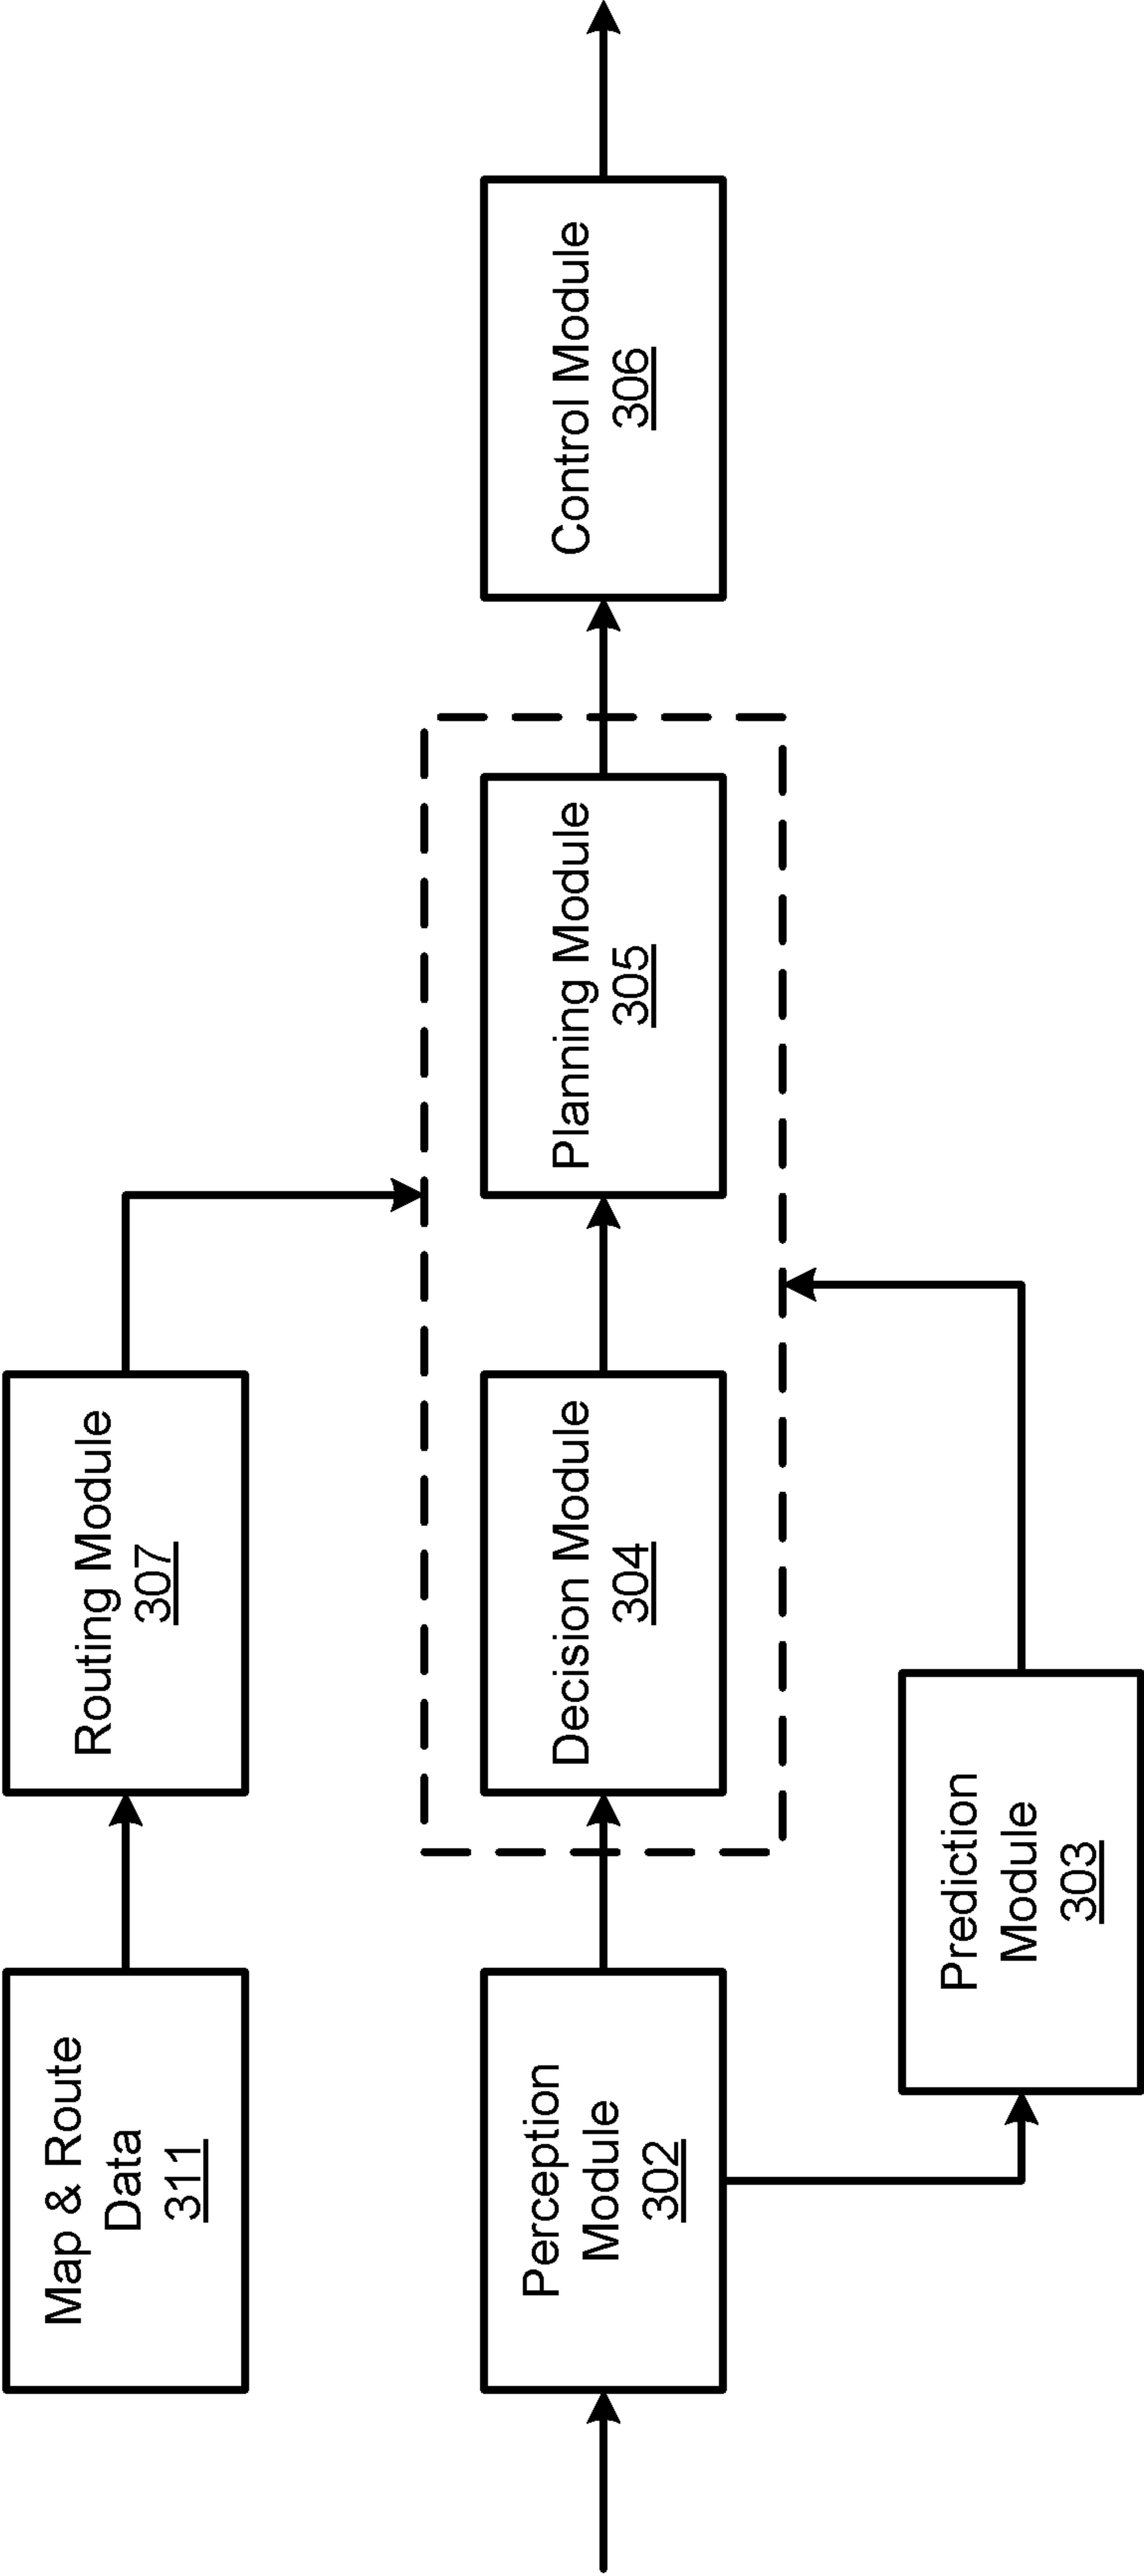 Map & Route
Data
311
Routing Module
307
Perception
Module
302
Decision Module
304
Planning Module
305
Control Module
306
Prediction
Module
303